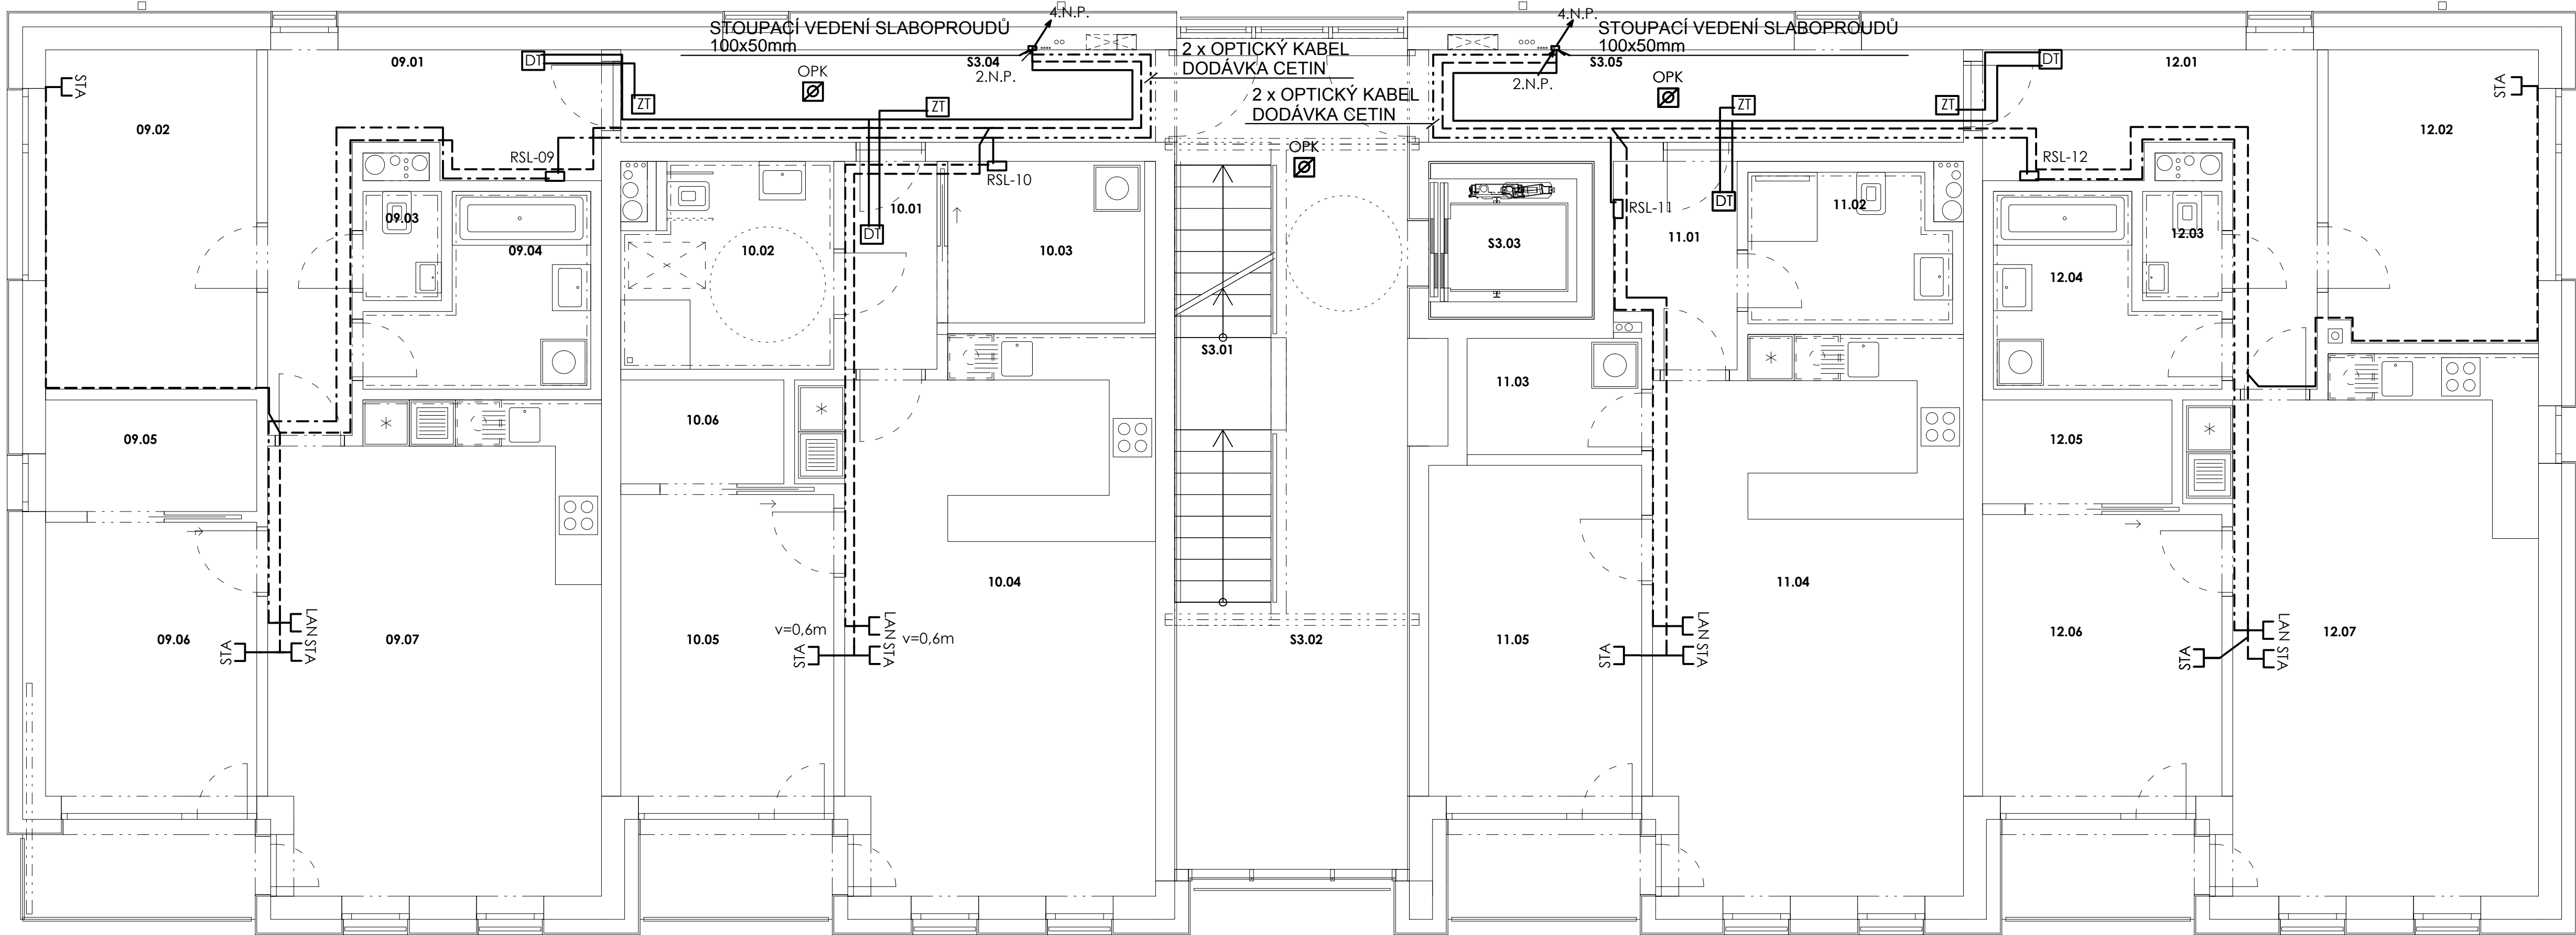 STOUPACÍ VEDENÍ SLABOPROUDŮ
100x50mm
4.N.P.
S3.04
2.N.P.
2 x OPTICKÝ KABEL
DODÁVKA CETIN
2 x OPTICKÝ KABEL
DODÁVKA CETIN
4.N.P.
STOUPACÍ VEDENÍ SLABOPROUDŮ
100x50mm
S3.05
2.N.P.
09.01
DT
OPK
ZT
ZT
OPK
ZT
ZT
DT
12.01
STA
STA
09.02
12.02
RSL-09
RSL-10
OPK
RSL-11
RSL-12
09.03
09.04
10.02
10.01
DT
10.03
S3.03
11.01
DT
11.02
12.04
12.03
S3.01
09.05
10.06
11.03
12.05
10.04
11.04
09.06
STA
LAN
STA
09.07
10.05
v=0,6m
STA
LAN
STA
v=0,6m
S3.02
11.05
STA
LAN
STA
12.06
STA
LAN
STA
12.07